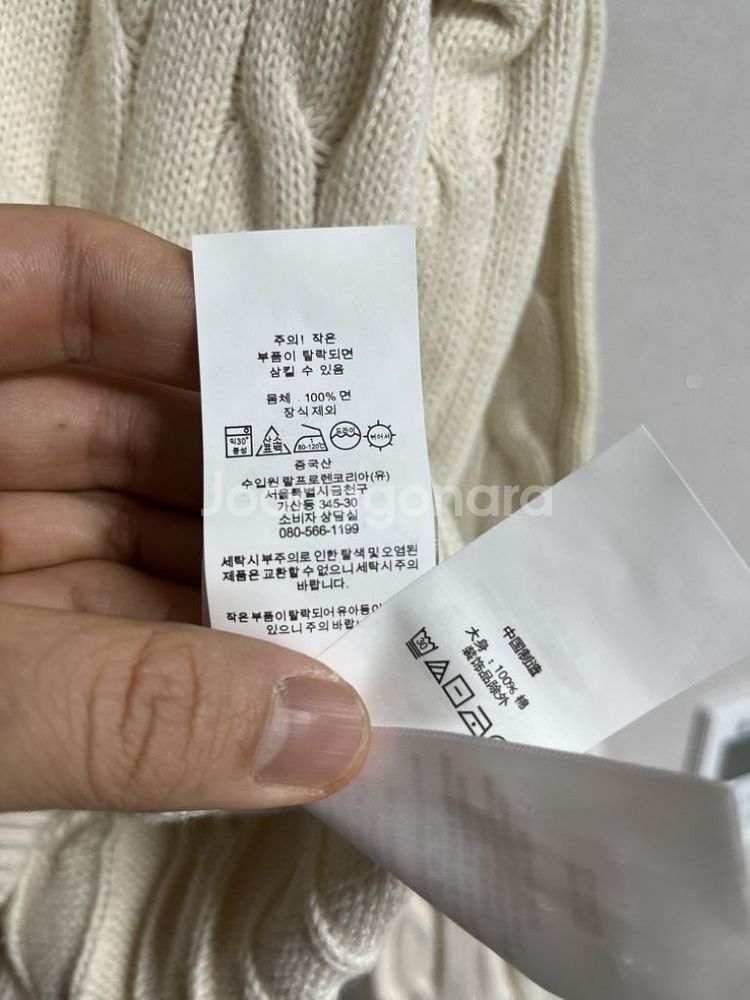 주의! 작은
부품이 탈락되면
삼킬 수 있음
몸체 : 100% 면
장식제외
약30° 중성
산소 표백
1 80-120℃
드라이
뉘어서
중국산
수입원 랄프로렌코리아(유)
서울특별시금천구
가산동 345-30
소비자 상담실
080-566-1199
세탁시 부주의로 인한 탈색 및 오염된
제품은 교환할 수 없으니 세탁시 주의
바랍니다.
작은 부품이 탈락되어 유아등이
있으니 주의 바랍
中国制造
大身 : 100% 棉
装饰品除外
30